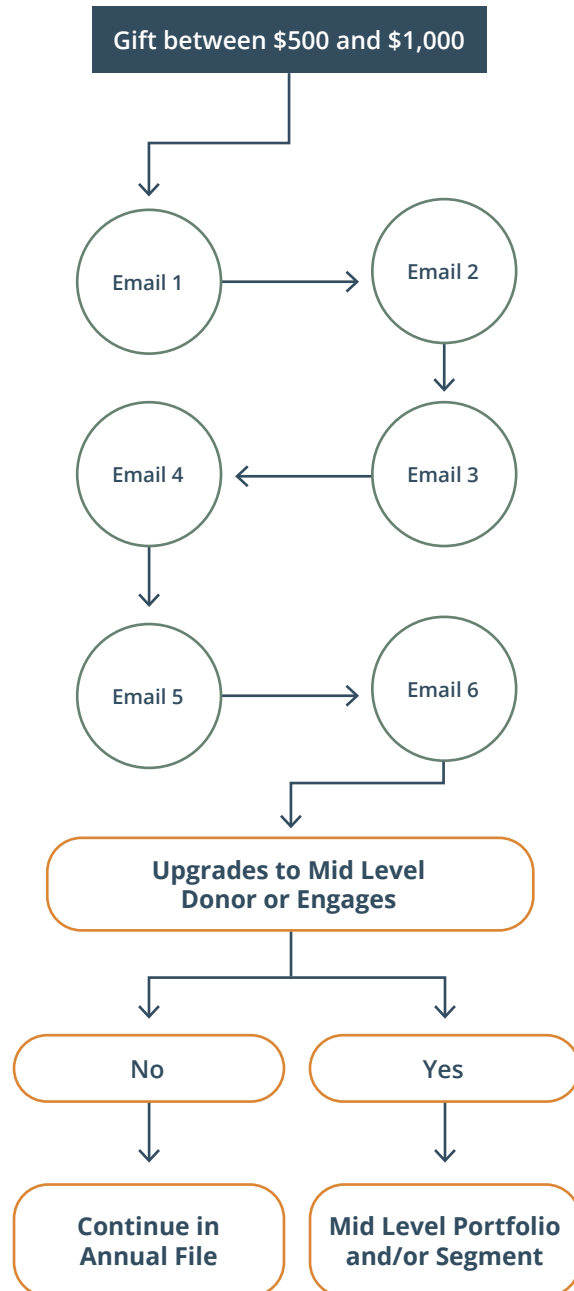 Gift between $500 and $1,000
Email 1
Email 2
Email 3
Email 4
Email 5
Email 6
Upgrades to Mid Level
Donor or Engages
No
Yes
Continue in
Annual File
Mid Level Portfolio
and/or Segment